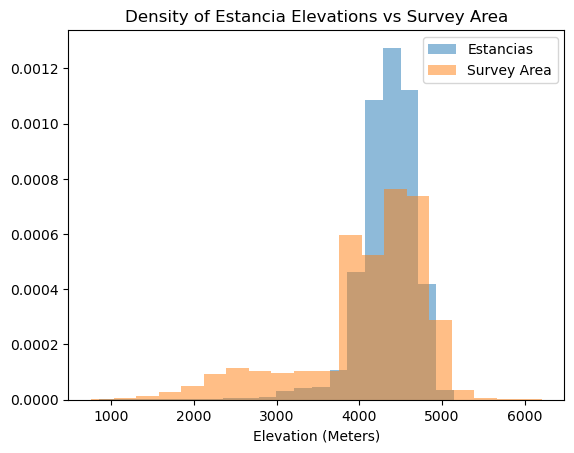 Density of Estancia Elevations vs Survey Area
Estancias
Survey Area
0.0012
0.0010
0.0008
0.0006
0.0004
0.0002
0.0000
1000 2000 3000 4000 5000 6000
Elevation (Meters)